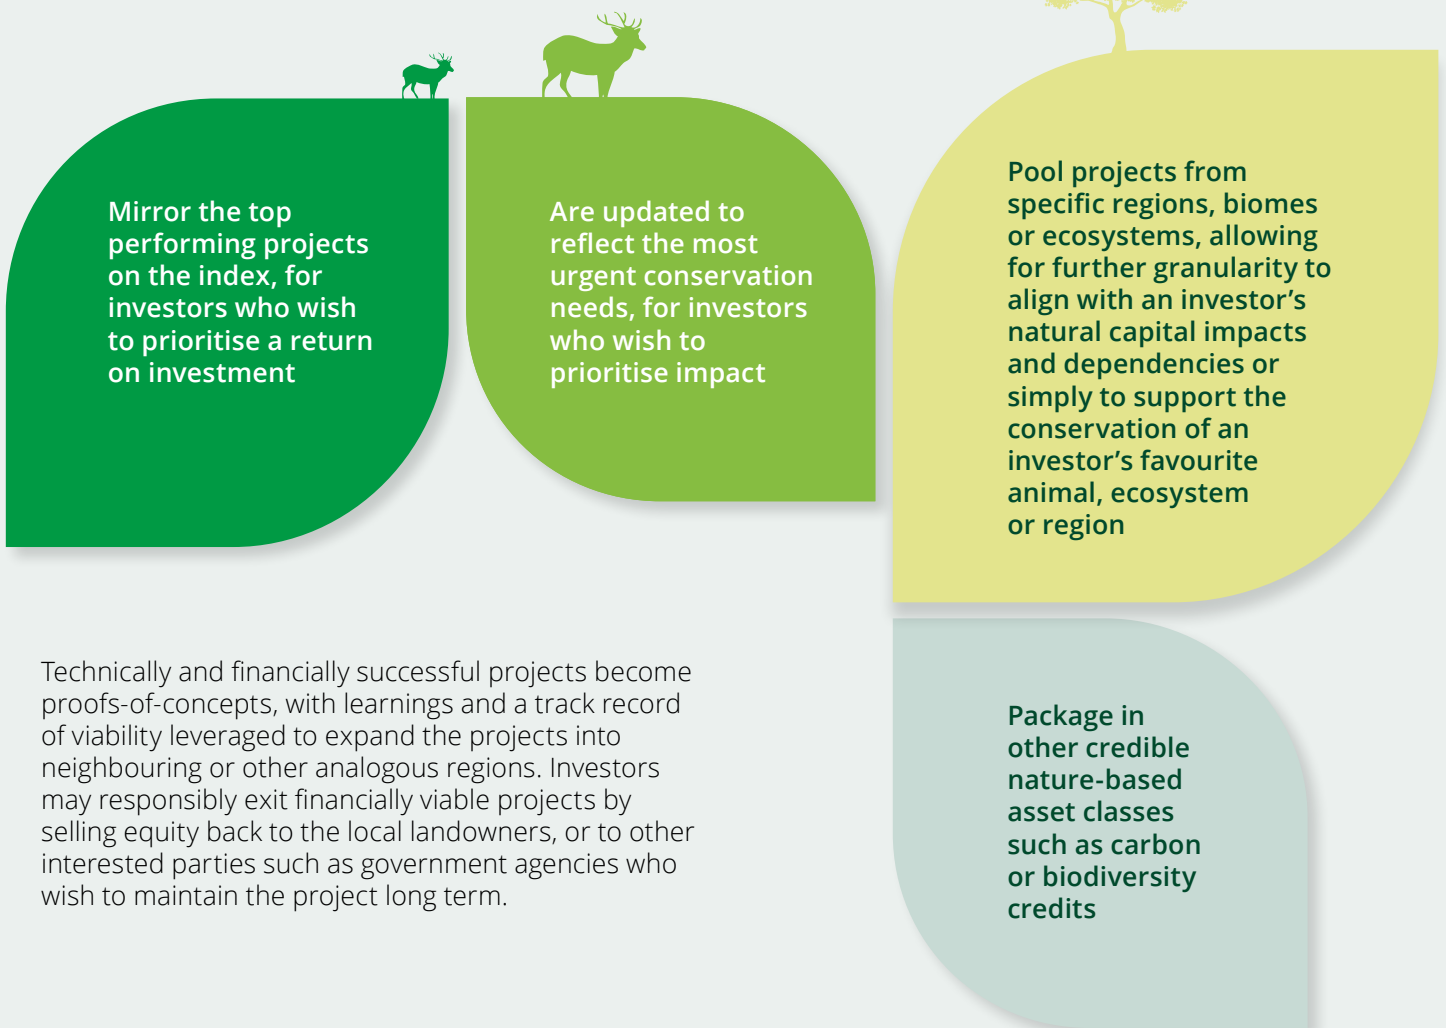 Mirror the top
performing projects
on the index, for
investors who wish
to prioritise a return
on investment
Are updated to
reflect the most
urgent conservation
needs, for investors
who wish to
prioritise impact
Pool projects from
specific regions, biomes
or ecosystems, allowing
for further granularity to
align with an investor’s
natural capital impacts
and dependencies or
simply to support the
conservation of an
investor’s favourite
animal, ecosystem
or region
Technically and financially successful projects become
proofs-of-concepts, with learnings and a track record
of viability leveraged to expand the projects into
neighbouring or other analogous regions. Investors
may responsibly exit financially viable projects by
selling equity back to the local landowners, or to other
interested parties such as government agencies who
wish to maintain the project long term.
Package in
other credible
nature-based
asset classes
such as carbon
or biodiversity
credits